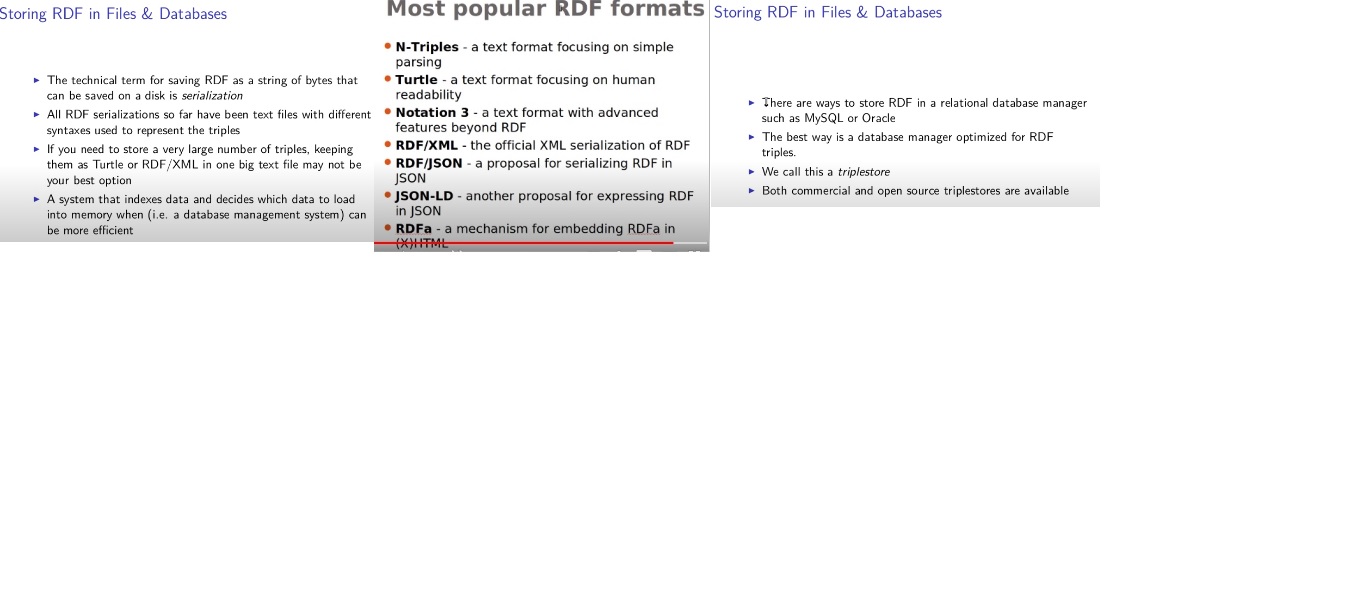 Storing RDF in Files & Databases
► The technical term for saving RDF as a string of bytes that
can be saved on a disk is serialization
► All RDF serializations so far have been text files with different
syntaxes used to represent the triples
► If you need to store a very large number of triples, keeping
them as Turtle or RDF/XML in one big text file may not be
your best option
► A system that indexes data and decides which data to load
into memory when (i.e. a database management system) can
be more efficient
Most popular RDF formats
• N-Triples - a text format focusing on simple
parsing
• Turtle - a text format focusing on human
readability
• Notation 3 - a text format with advanced
features beyond RDF
• RDF/XML - the official XML serialization of RDF
• RDF/JSON - a proposal for serializing RDF in
JSON
• JSON-LD - another proposal for expressing RDF
in JSON
• RDFa - a mechanism for embedding RDFa in
(X)HTML
Storing RDF in Files & Databases
► There are ways to store RDF in a relational database manager
such as MySQL or Oracle
► The best way is a database manager optimized for RDF
triples.
► We call this a triplestore
► Both commercial and open source triplestores are available